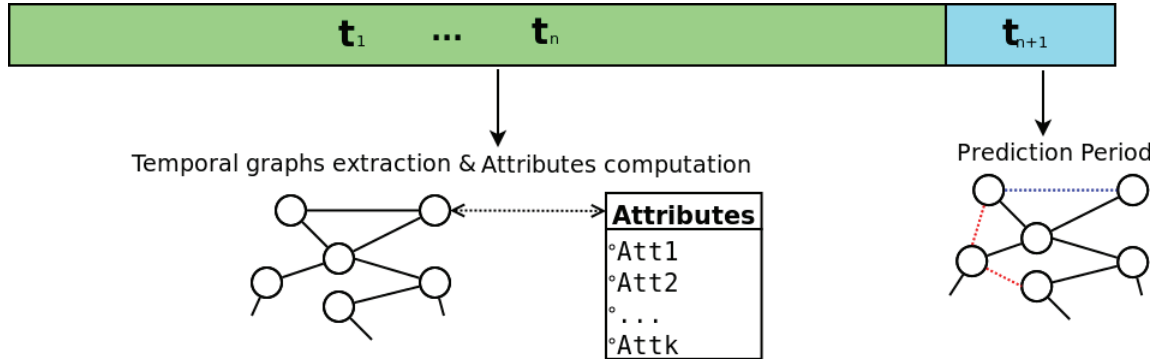 t1 ... tn
tn+1
Temporal graphs extraction & Attributes computation
Prediction Period
Attributes
°Att1
°Att2
°...
°Attk